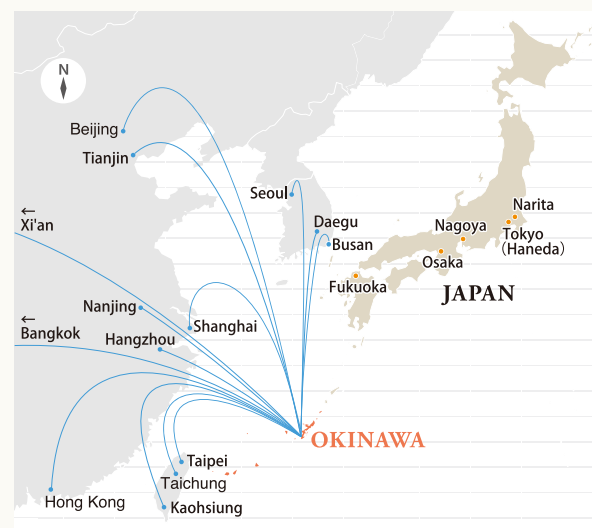 N
Beijing
Tianjin
Seoul
Daegu
Busan
←
Xi'an
Narita
Nagoya
Tokyo
(Haneda)
Osaka
Fukuoka
JAPAN
Nanjing
Shanghai
←
Bangkok
Hangzhou
OKINAWA
Taipei
Taichung
Hong Kong
Kaohsiung